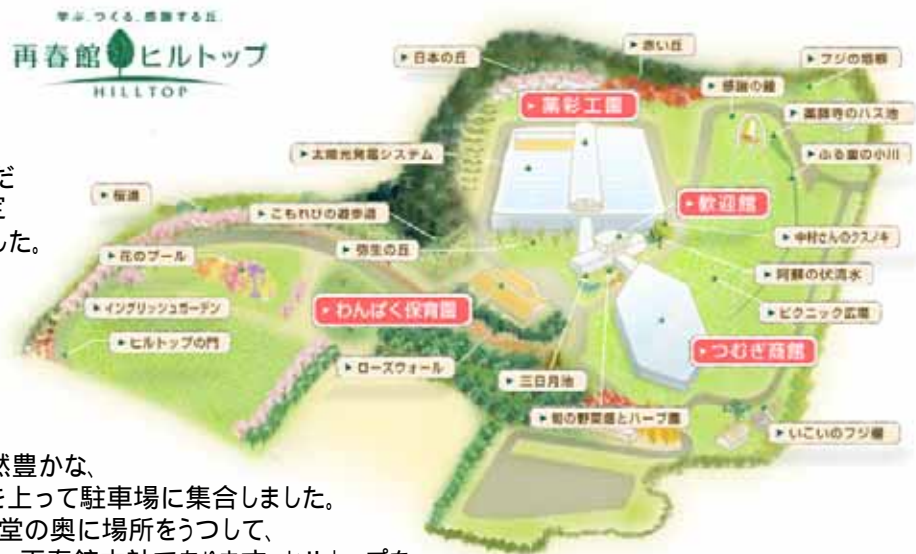 学ぶ、つくる、感謝する丘。
再春館ヒルトップ
HILLTOP
日本の丘
赤い丘
フジの垣根
薬彩工園
感謝の鐘
薬師寺のハス池
太陽光発電システム
ふる里の小川
桜道
歓迎館
こもれびの遊歩道
中村さんのクスノキ
花のプール
弥生の丘
阿蘇の伏流水
イングリッシュガーデン
わんぱく保育園
ピクニック広場
ヒルトップの門
つむぎ商館
ローズウォール
三日月池
旬の野菜畑とハーブ園
いこいのフジ棚
だ
した。
然豊かな、
を上って駐車場に集合しました。
堂の奥に場所をうつして、